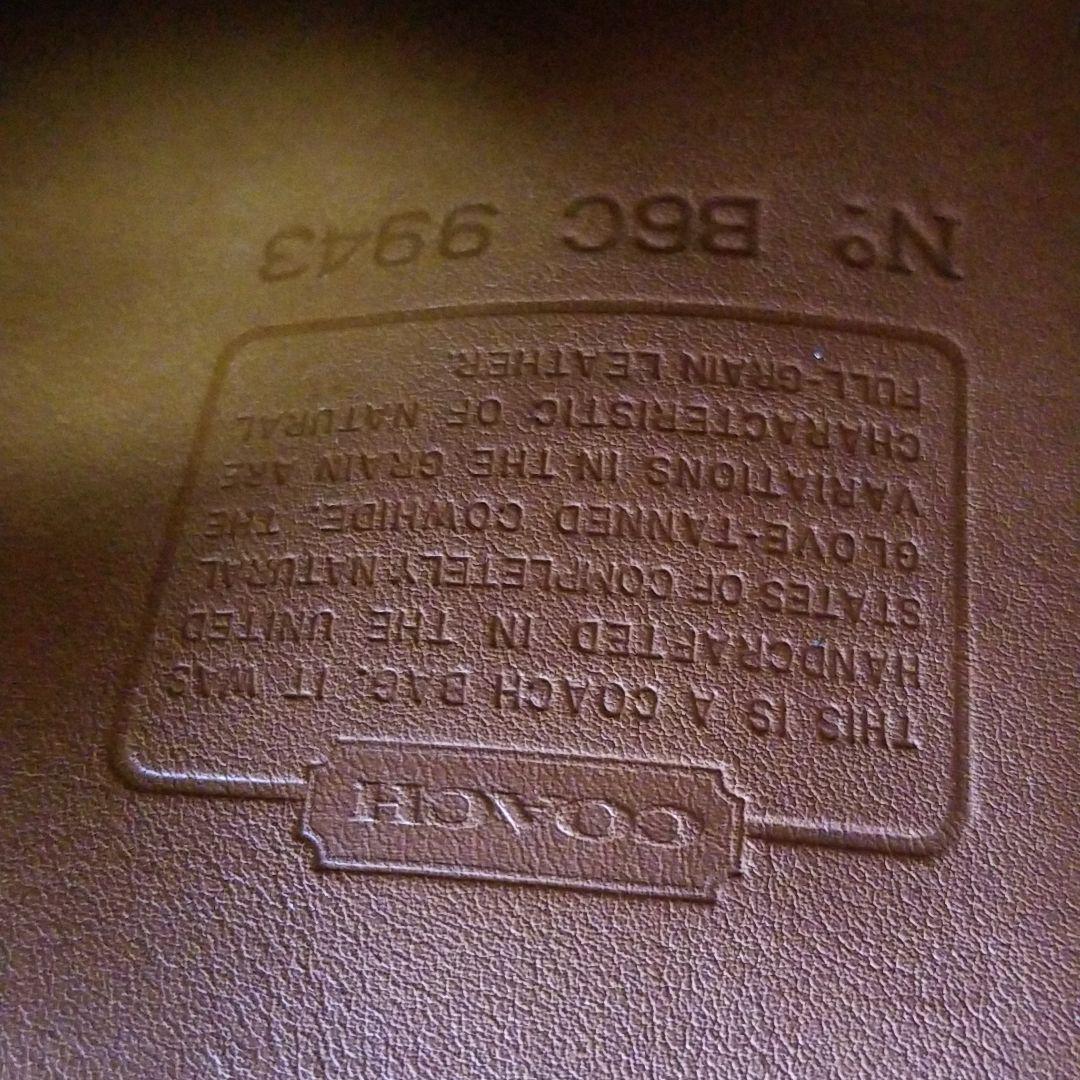 COACH
THIS IS A COACH BAG. IT WAS
HANDCRAFTED IN THE UNITED
STATES OF COMPLETELY NATURAL
GLOVE-TANNED COWHIDE. THE
VARIATIONS IN THE GRAIN ARE
CHARACTERISTIC OF NATURAL
FULL-GRAIN LEATHER.
No B6C 9943